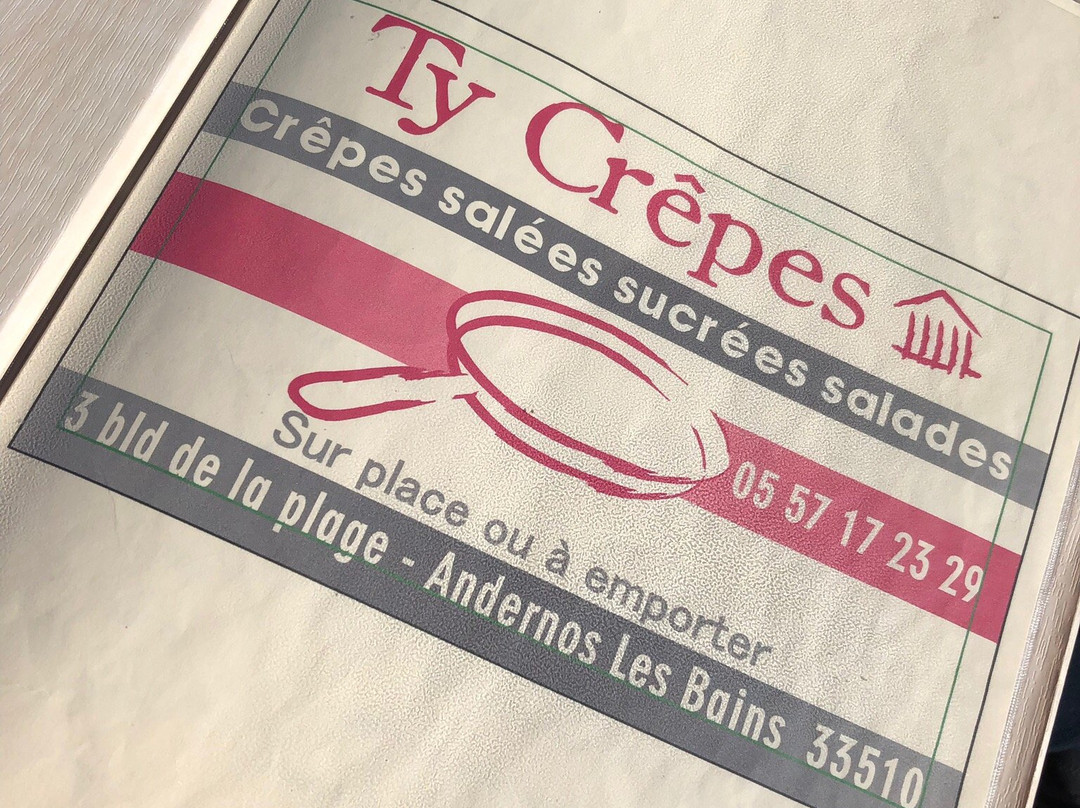 Ty Crêpes
Crêpes salées sucrées salades
05 57 17 23 29
Sur place ou à emporter
3 bld de la plage - Andernos Les Bains 33510